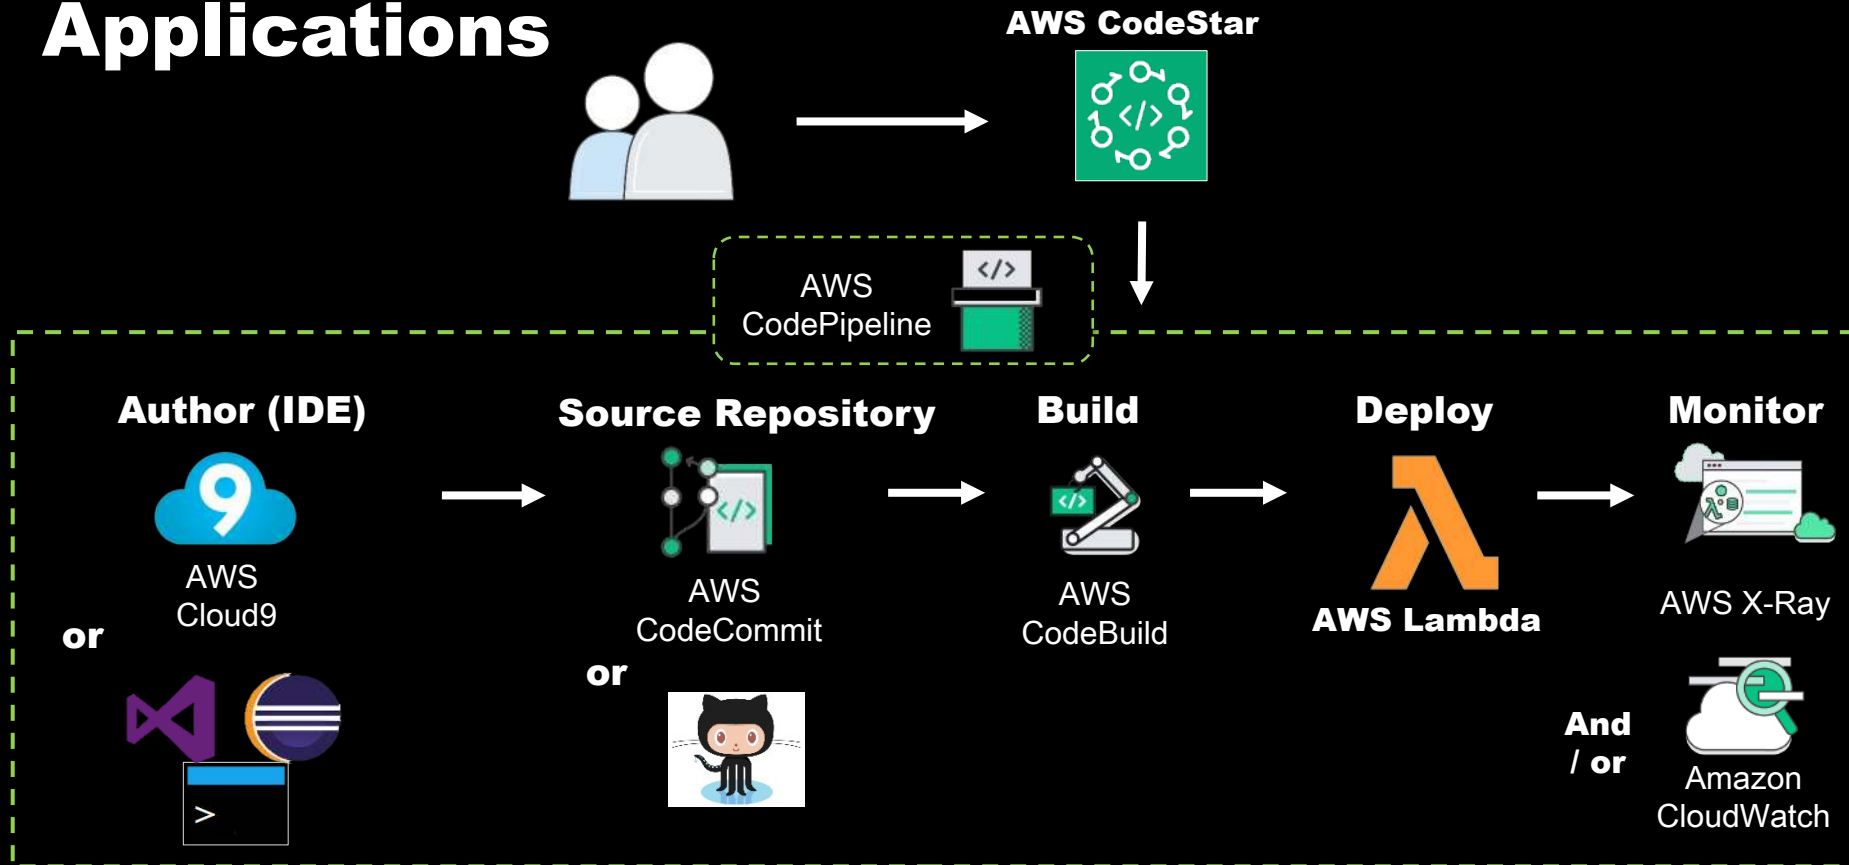 Applications
AWS CodeStar
</>
</>
AWS
CodePipeline
Author (IDE)
Source Repository
Build
Deploy
Monitor
9
</>
</>
AWS
Cloud9
AWS
CodeCommit
AWS
CodeBuild
AWS Lambda
AWS X-Ray
or
or
>
And
/ or
Amazon
CloudWatch